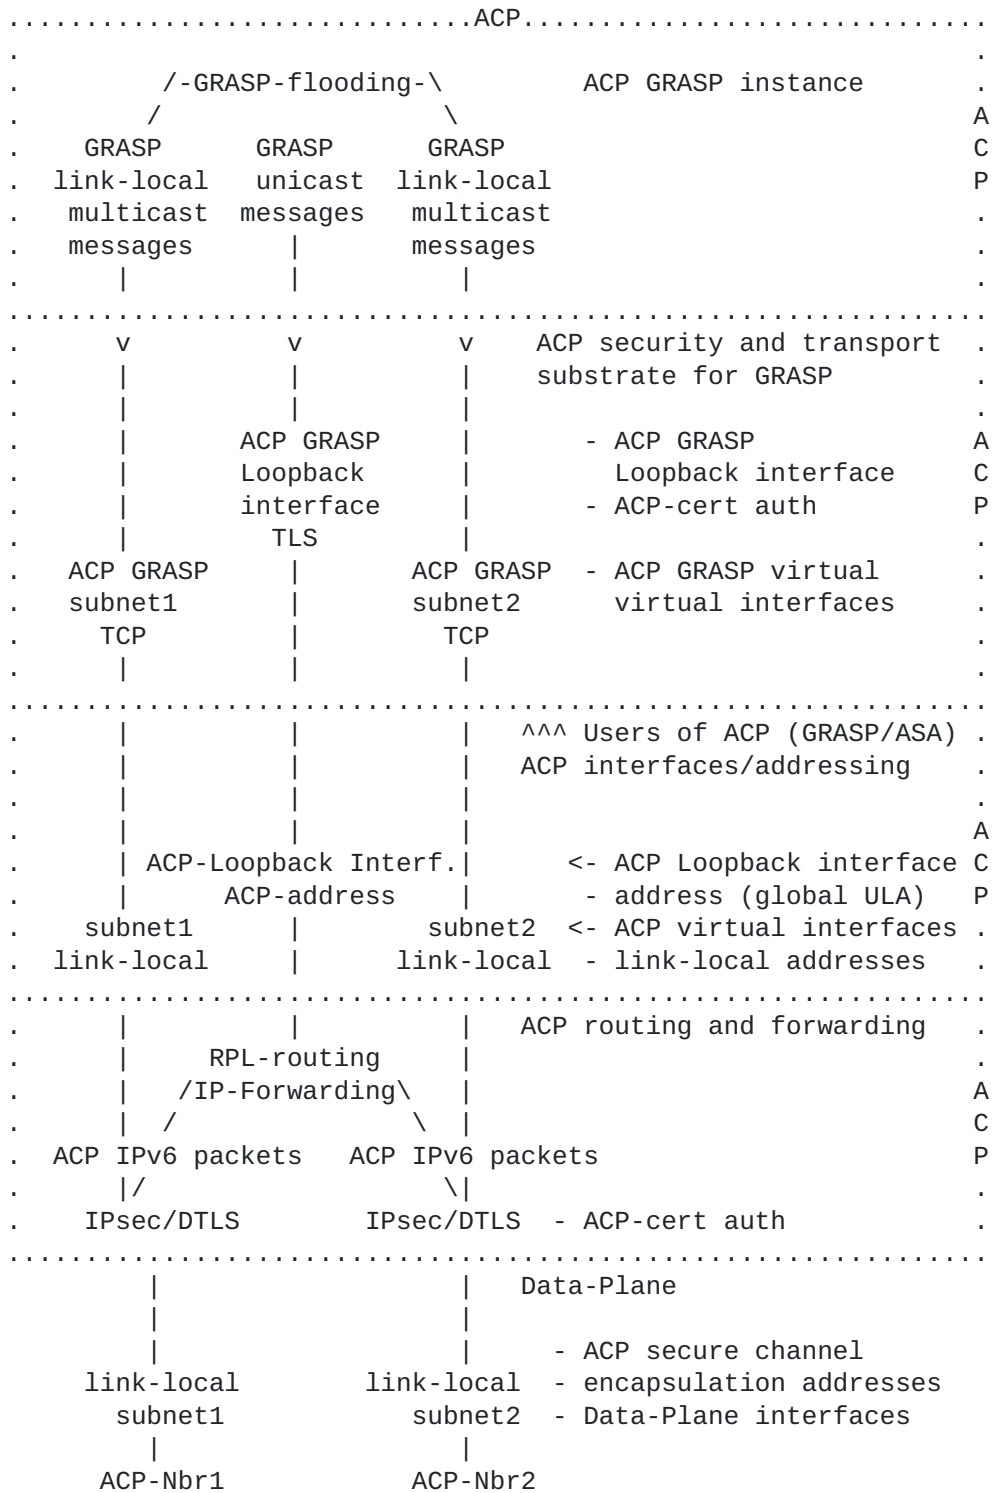 ..............................ACP..............................
.                                                             .
.         /-GRASP-flooding-\         ACP GRASP instance       .
.        /                  \                                 A
.    GRASP      GRASP      GRASP                              C
.  link-local   unicast  link-local                           P
.   multicast  messages   multicast                           .
.   messages      |       messages                            .
.      |          |          |                                .
...............................................................
.      v          v          v    ACP security and transport  .
.      |          |          |    substrate for GRASP         .
.      |          |          |                                .
.      |       ACP GRASP     |       - ACP GRASP              A
.      |       Loopback      |         Loopback interface     C
.      |       interface     |       - ACP-cert auth          P
.      |         TLS         |                                .
.   ACP GRASP     |       ACP GRASP  - ACP GRASP virtual      .
.   subnet1       |       subnet2      virtual interfaces     .
.     TCP         |         TCP                               .
.      |          |          |                                .
...............................................................
.      |          |          |   ^^^ Users of ACP (GRASP/ASA) .
.      |          |          |   ACP interfaces/addressing    .
.      |          |          |                                .
.      |          |          |                                A
.      | ACP-Loopback Interf.|      <- ACP Loopback interface C
.      |      ACP-address    |       - address (global ULA)   P
.    subnet1      |        subnet2  <- ACP virtual interfaces .
.  link-local     |      link-local  - link-local addresses   .
...............................................................
.      |          |          |   ACP routing and forwarding   .
.      |     RPL-routing     |                                .
.      |   /IP-Forwarding\   |                                A
.      |  /               \  |                                C
.  ACP IPv6 packets   ACP IPv6 packets                        P
.      |/                   \|                                .
.    IPsec/DTLS        IPsec/DTLS  - ACP-cert auth            .
...............................................................
         |                   |   Data-Plane
         |                   |
         |                   |     - ACP secure channel
     link-local        link-local  - encapsulation addresses
       subnet1            subnet2  - Data-Plane interfaces
         |                   |
      ACP-Nbr1            ACP-Nbr2